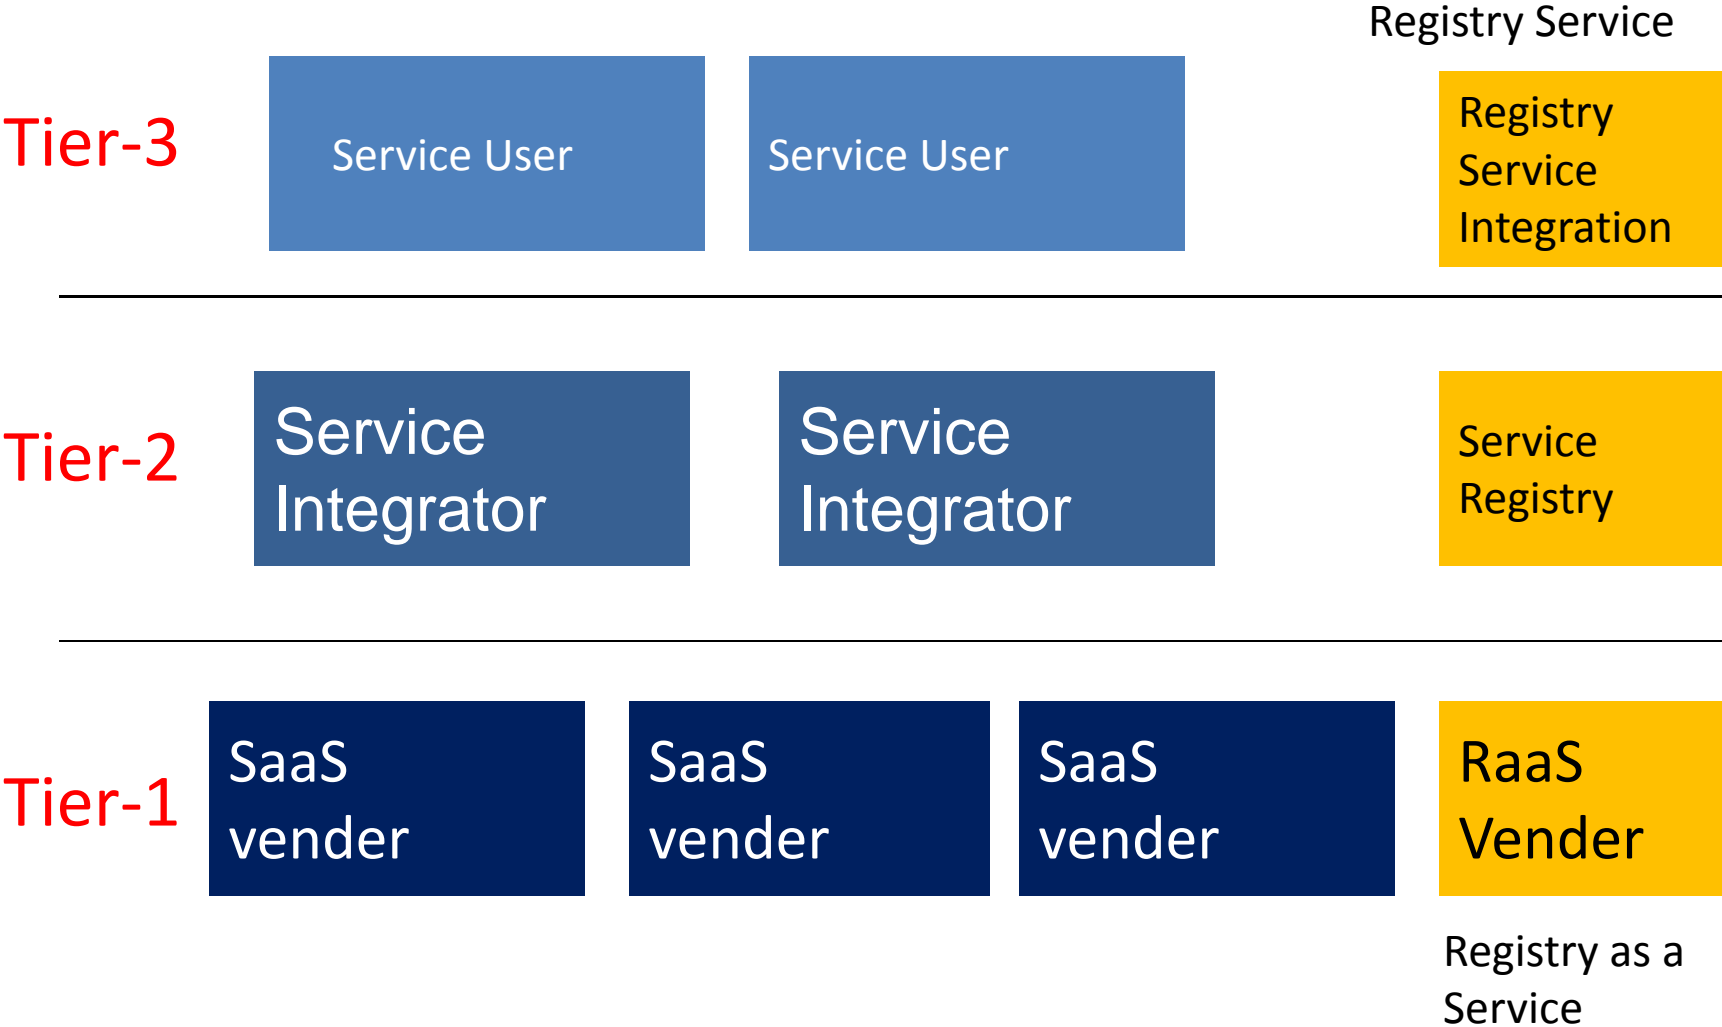 Registry Service
Tier-3
Service User
Service User
Registry
Service
Integration
Tier-2
Service
Integrator
Service
Integrator
Service
Registry
Tier-1
SaaS
vender
SaaS
vender
SaaS
vender
RaaS
Vender
Registry as a
Service